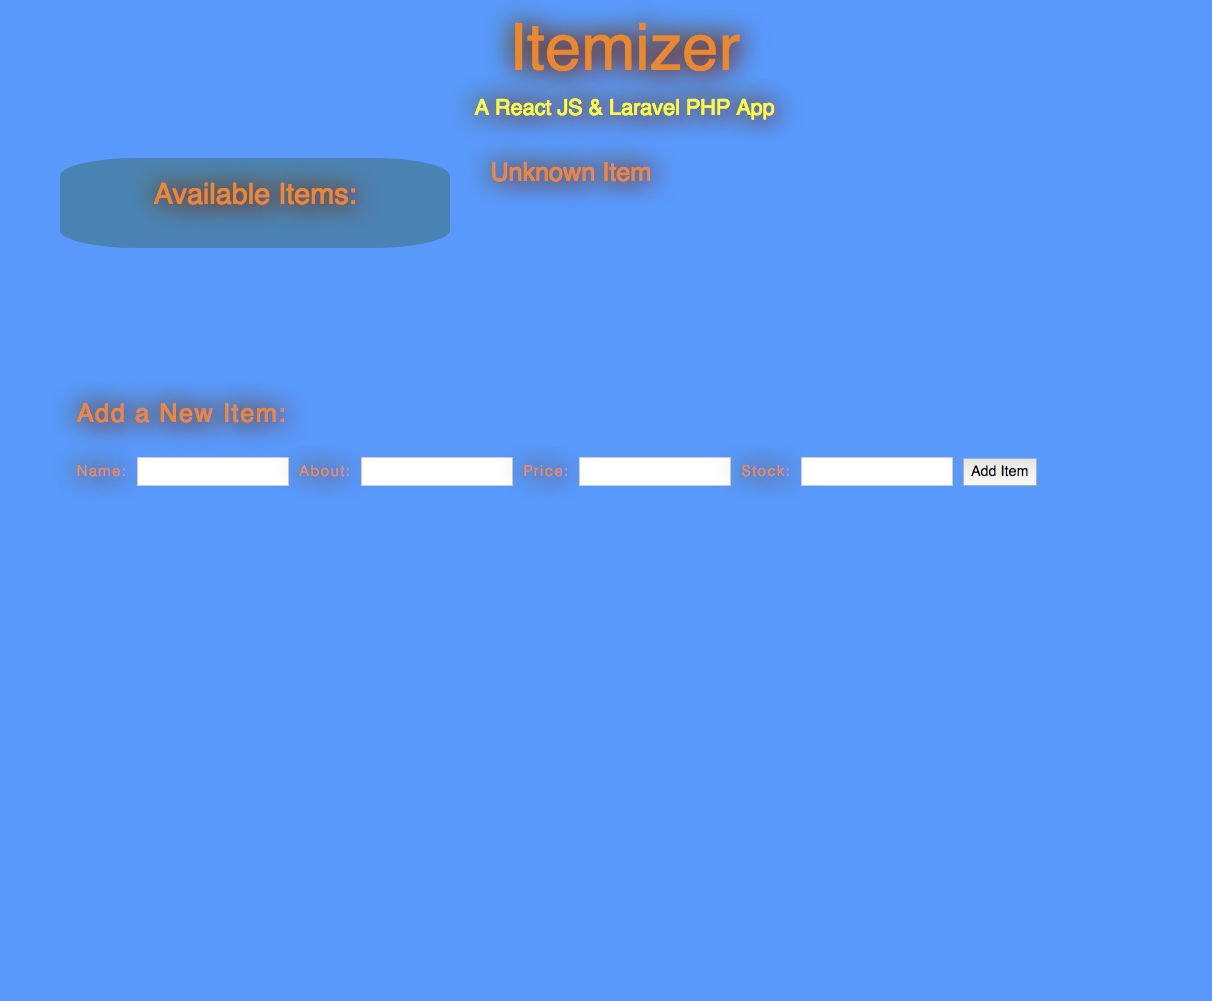 Itemizer
A React JS & Laravel PHP App
Available Items:
Unknown Item
Add a New Item:
Name: About: Price: Stock: Add Item